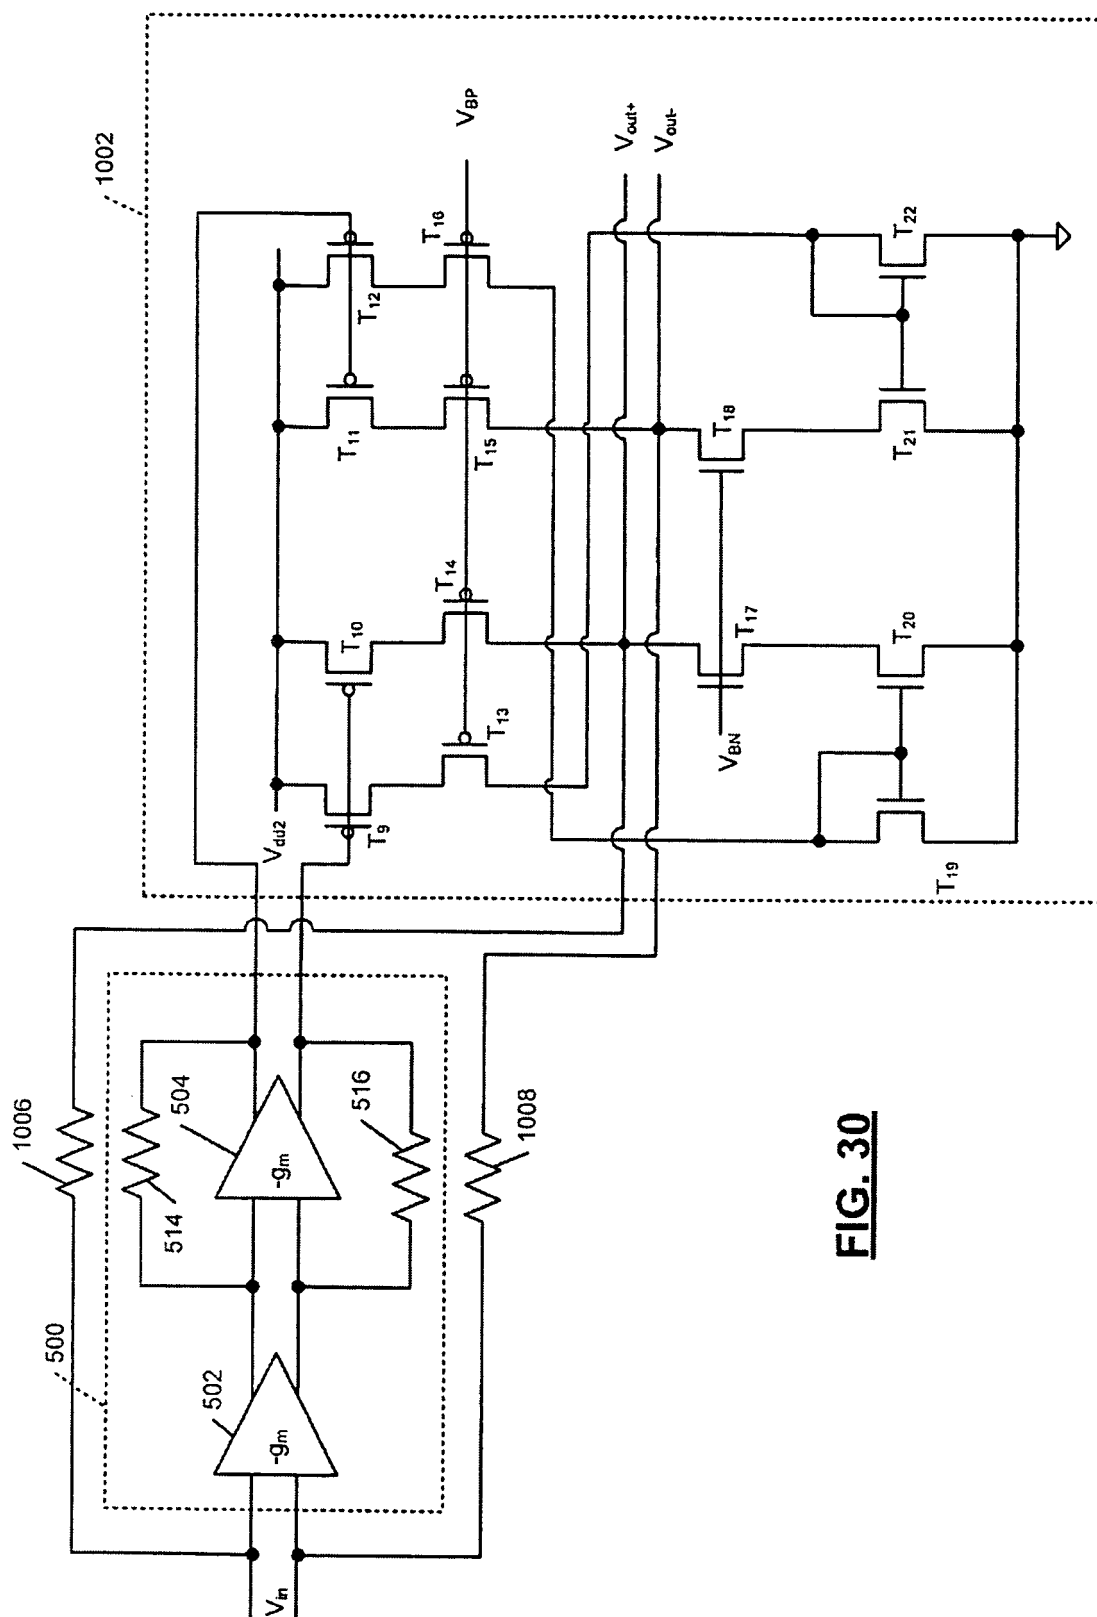 1002
V_BP
V_out+
V_out-
T_16
T_12
T_22
T_11
T_15
T_18
T_21
T_14
T_10
T_17
T_20
T_13
V_BN
V_dd2
T_9
T_19
1006
504
514
-g_m
516
1008
500
502
-g_m
V_in
FIG. 30